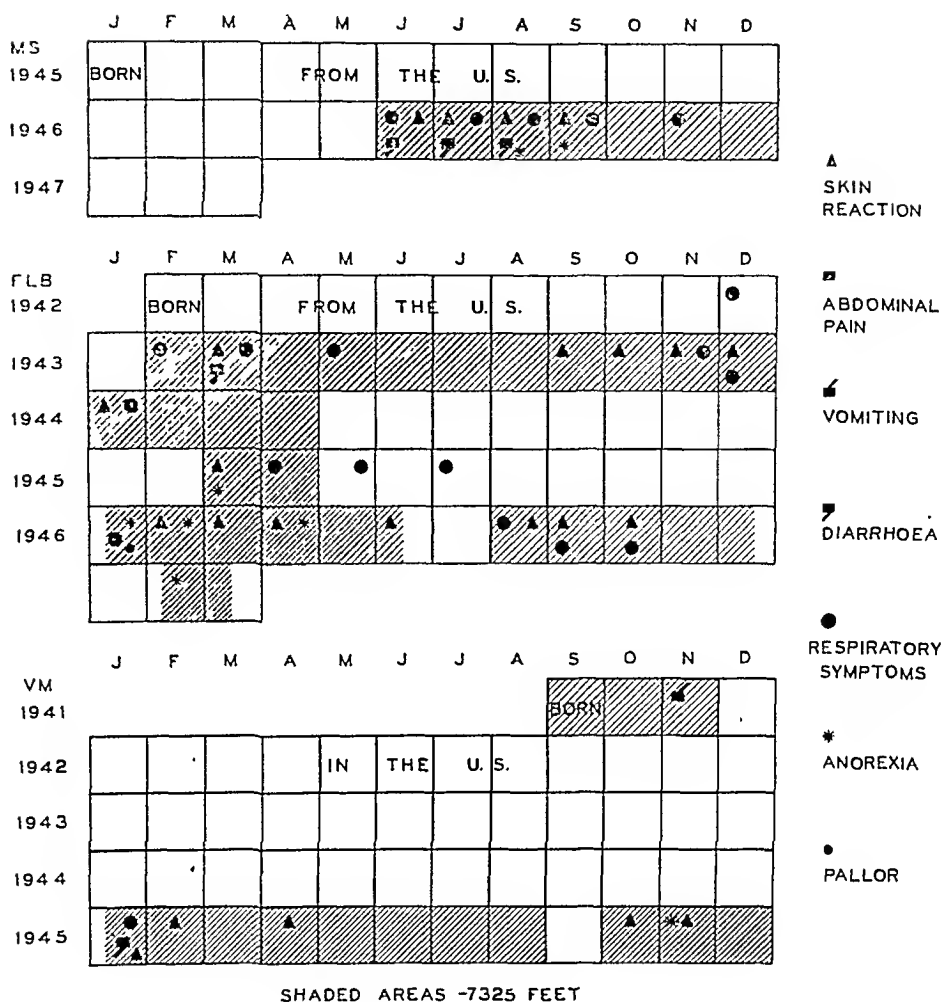 J F M A M J J A S O N D
MS
1945 BORN FROM THE U. S.
1946
1947
SKIN
REACTION
J F M A M J J A S O N D
FLB
1942 BORN FROM THE U. S.
ABDOMINAL
PAIN
1943
1944
VOMITING
1945
1946
DIARRHOEA
RESPIRATORY
SYMPTOMS
J F M A M J J A S O N D
VM
1941 BORN
1942 IN THE U. S.
ANOREXIA
1943
1944
PALLOR
1945
SHADED AREAS -7325 FEET